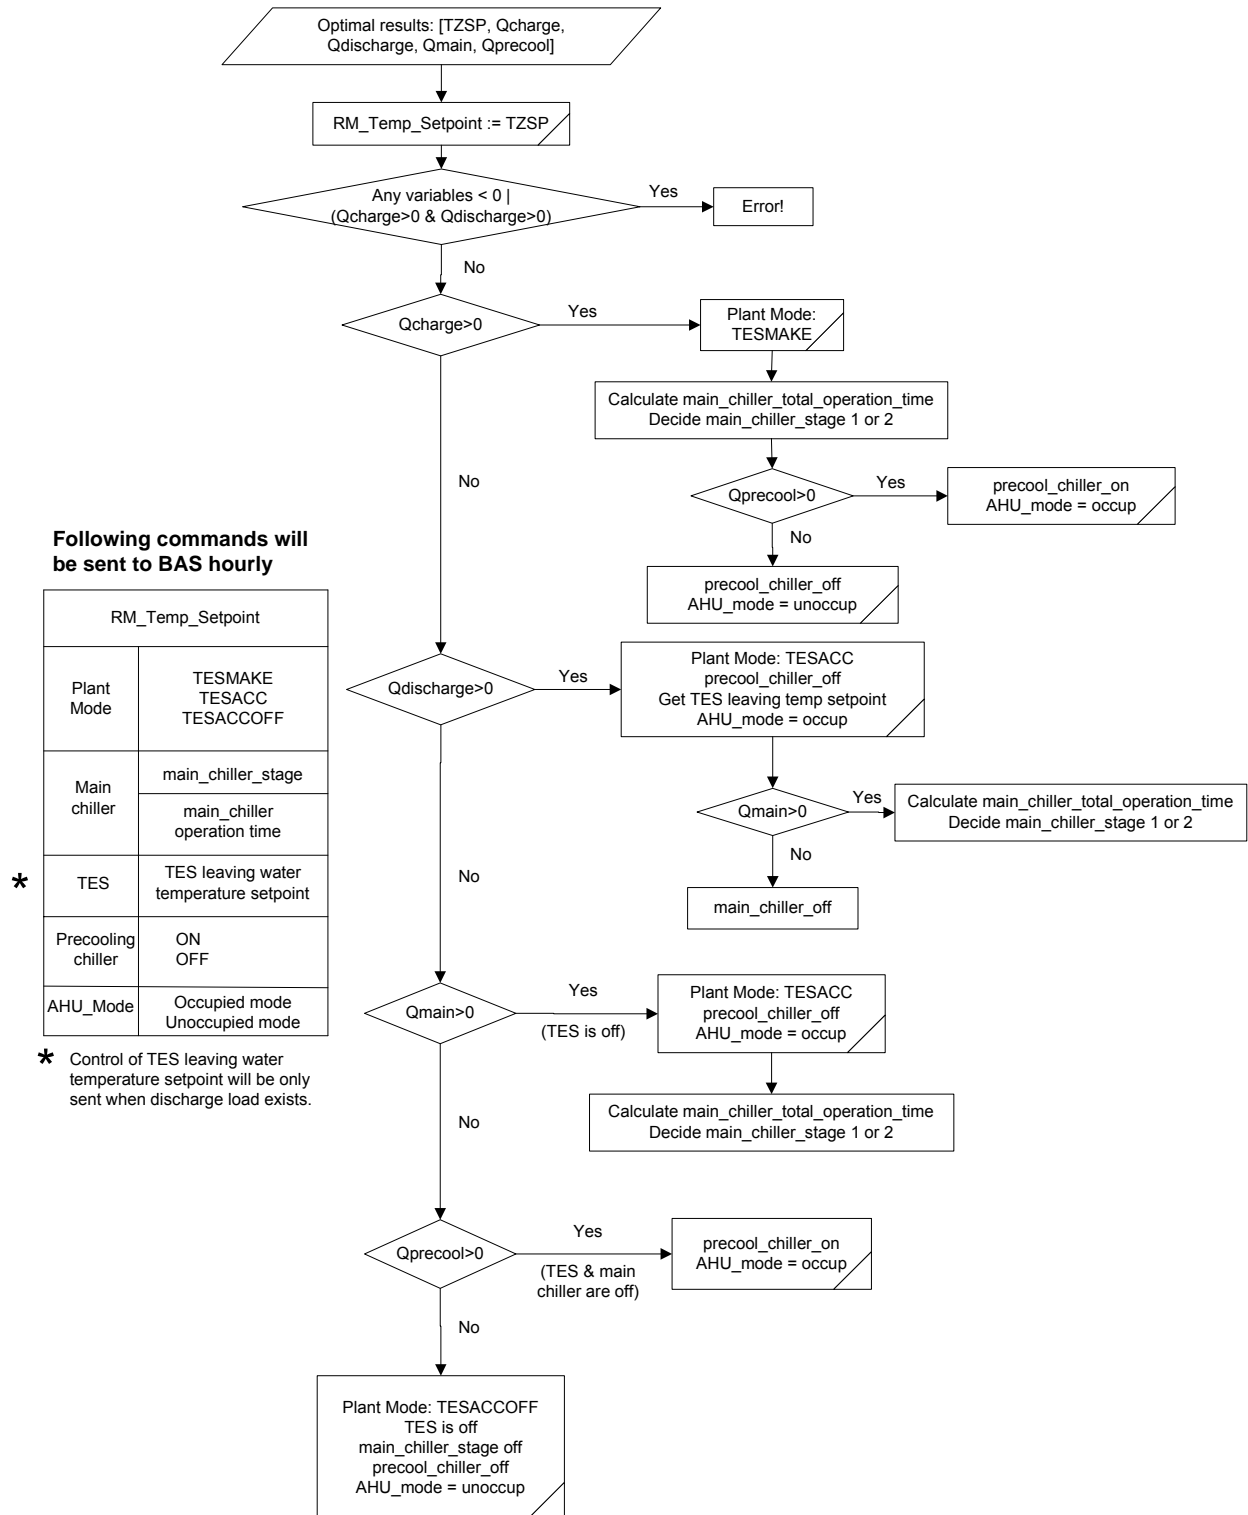 Optimal results: [TZSP, Qcharge,
Qdischarge, Qmain, Qprecool]
RM_Temp_Setpoint := TZSP
Any variables < 0 |
(Qcharge>0 & Qdischarge>0)
Yes
Error!
No
Qcharge>0
Yes
Plant Mode:
TESMAKE
Calculate main_chiller_total_operation_time
Decide main_chiller_stage 1 or 2
No
Qprecool>0
Yes
precool_chiller_on
AHU_mode = occup
No
precool_chiller_off
AHU_mode = unoccup
Following commands will
be sent to BAS hourly
RM_Temp_Setpoint
Plant
Mode
TESMAKE
TESACC
TESACCOFF
Main
chiller
main_chiller_stage
main_chiller
operation time
*
TES
TES leaving water
temperature setpoint
Precooling
chiller
ON
OFF
AHU_Mode
Occupied mode
Unoccupied mode
* Control of TES leaving water
temperature setpoint will be only
sent when discharge load exists.
Qdischarge>0
Yes
Plant Mode: TESACC
precool_chiller_off
Get TES leaving temp setpoint
AHU_mode = occup
Qmain>0
Yes
Calculate main_chiller_total_operation_time
Decide main_chiller_stage 1 or 2
No
main_chiller_off
No
Qmain>0
Yes
(TES is off)
Plant Mode: TESACC
precool_chiller_off
AHU_mode = occup
Calculate main_chiller_total_operation_time
Decide main_chiller_stage 1 or 2
No
Qprecool>0
Yes
(TES & main
chiller are off)
precool_chiller_on
AHU_mode = occup
No
Plant Mode: TESACCOFF
TES is off
main_chiller_stage off
precool_chiller_off
AHU_mode = unoccup